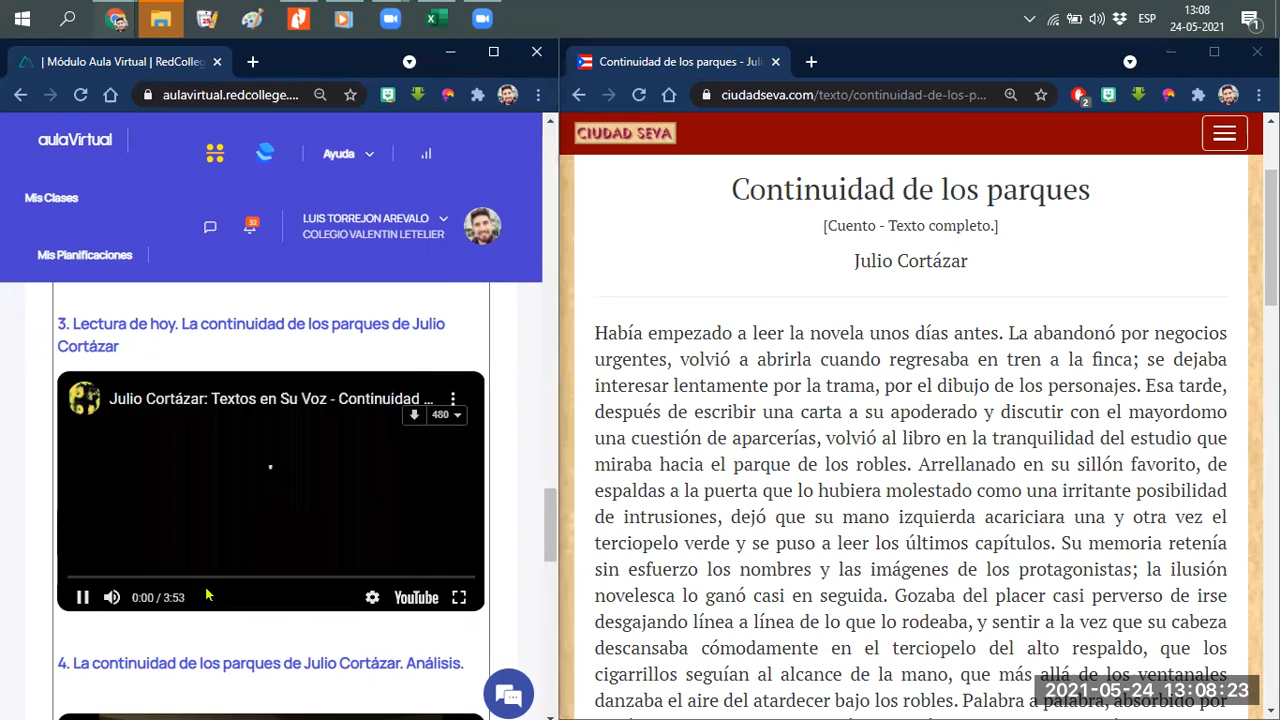 13:08
ESP
24-05-2021
1
| Módulo Aula Virtual | RedColleg
aulavirtual.redcollege....
aulaVirtual
Ayuda
Mis Clases
52
LUIS TORREJON AREVALO
COLEGIO VALENTIN LETELIER
Mis Planificaciones
3. Lectura de hoy. La continuidad de los parques de Julio
Cortázar
Julio Cortázar: Textos en Su Voz - Continuidad ...
480
0:00 / 3:53
YouTube
4. La continuidad de los parques de Julio Cortázar. Análisis.
Continuidad de los parques - Juli
ciudadseva.com/texto/continuidad-de-los-p...
2
CIUDAD SEVA
Continuidad de los parques
[Cuento - Texto completo.]
Julio Cortázar
Había empezado a leer la novela unos días antes. La abandonó por negocios
urgentes, volvió a abrirla cuando regresaba en tren a la finca; se dejaba
interesar lentamente por la trama, por el dibujo de los personajes. Esa tarde,
después de escribir una carta a su apoderado y discutir con el mayordomo
una cuestión de aparcerías, volvió al libro en la tranquilidad del estudio que
miraba hacia el parque de los robles. Arrellanado en su sillón favorito, de
espaldas a la puerta que lo hubiera molestado como una irritante posibilidad
de intrusiones, dejó que su mano izquierda acariciara una y otra vez el
terciopelo verde y se puso a leer los últimos capítulos. Su memoria retenía
sin esfuerzo los nombres y las imágenes de los protagonistas; la ilusión
novelesca lo ganó casi en seguida. Gozaba del placer casi perverso de irse
desgajando línea a línea de lo que lo rodeaba, y sentir a la vez que su cabeza
descansaba cómodamente en el terciopelo del alto respaldo, que los
cigarrillos seguían al alcance de la mano, que más allá de los ventanales
danzaba el aire del atardecer bajo los robles. Palabra a palabra, absorbido por
2021-05-24 13:08:23